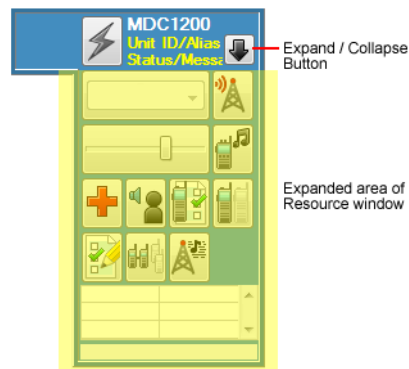 MDC1200
Unit ID/Alias
Status/Messa
Expand / Collapse
Button
Expanded area of
Resource window